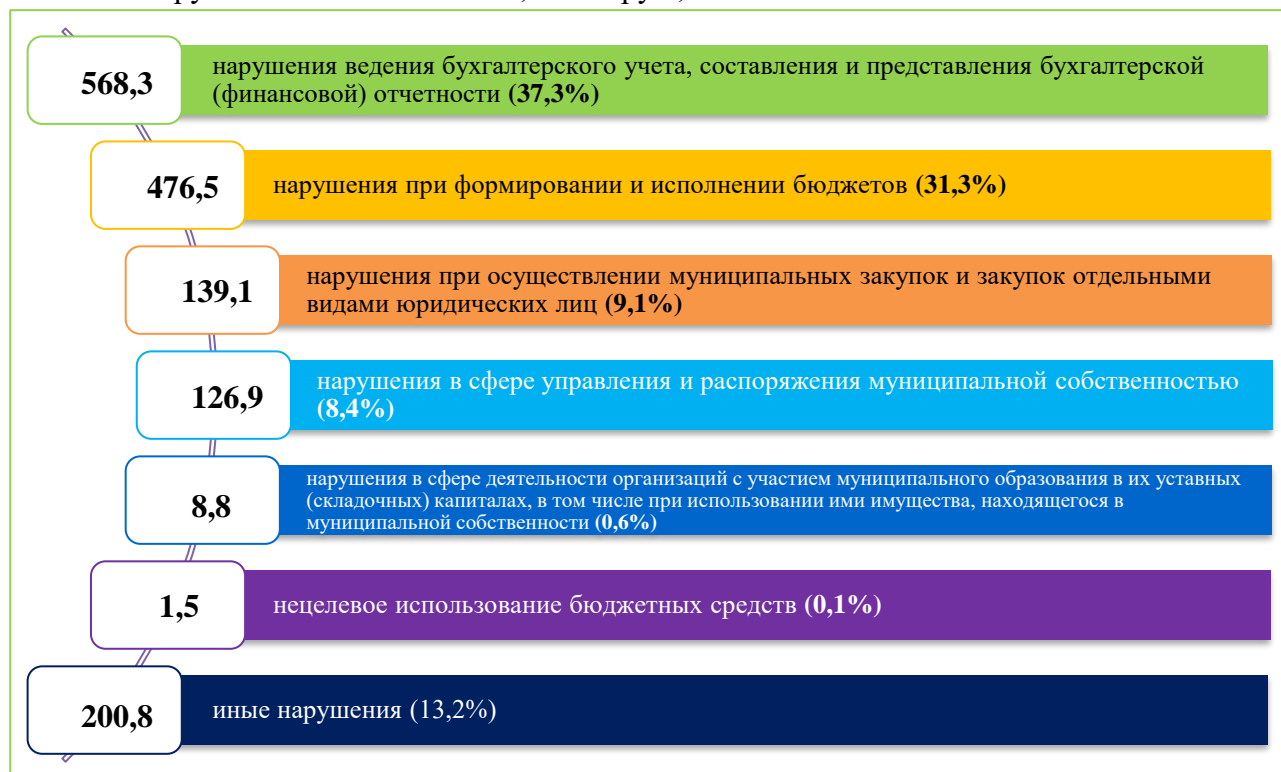 568,3
нарушения ведения бухгалтерского учета, составления и представления бухгалтерской
(финансовой) отчетности (37,3%)
476,5
нарушения при формировании и исполнении бюджетов (31,3%)
139,1
нарушения при осуществлении муниципальных закупок и закупок отдельными
видами юридических лиц (9,1%)
126,9
нарушения в сфере управления и распоряжения муниципальной собственностью
(8,4%)
8,8
нарушения в сфере деятельности организаций с участием муниципального образования в их уставных
(складочных) капиталах, в том числе при использовании ими имущества, находящегося в
муниципальной собственности (0,6%)
1,5
нецелевое использование бюджетных средств (0,1%)
200,8
иные нарушения (13,2%)